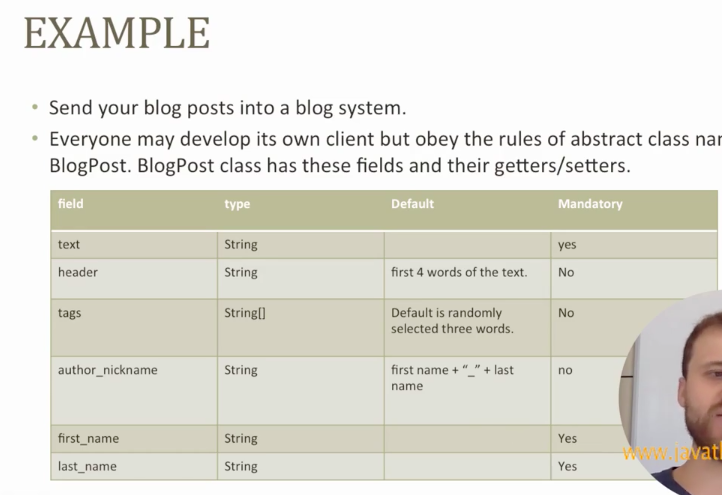 EXAMPLE
• Send your blog posts into a blog system.
• Everyone may develop its own client but obey the rules of abstract class
BlogPost. BlogPost class has these fields and their getters/setters.
field type Default Mandatory
text String yes
header String first 4 words of the text. No
tags String[] Default is randomly No
selected three words.
author_nickname String first name + “_” + last no
name
first_name String Yes
last_name String Yes